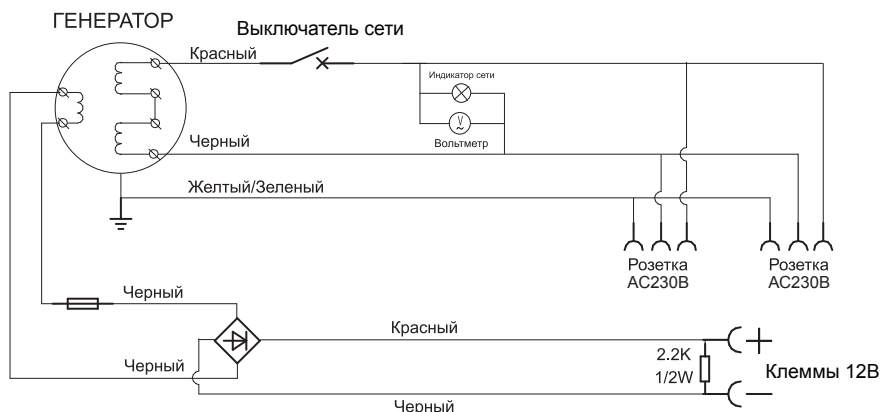 ГЕНЕРАТОР
Выключатель сети
Красный
Индикатор сети
V
~
Вольтметр
Черный
Желтый/Зеленый
Розетка
АС230В
Розетка
АС230В
Черный
Красный
Черный
2.2K
1/2W
Клеммы 12В
Черный